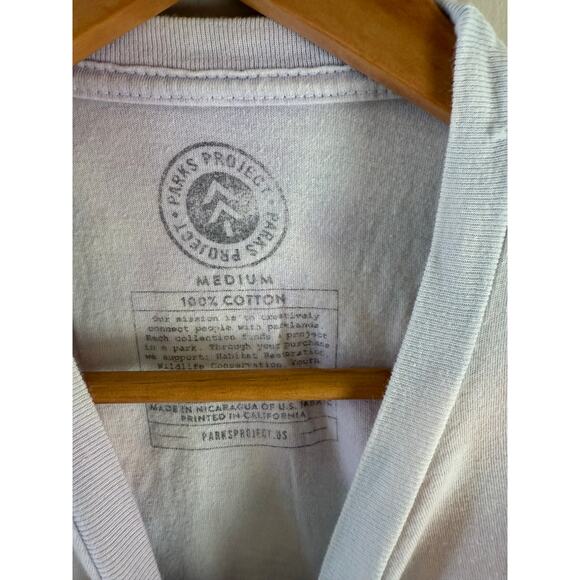 PARKS PROJECT • PARKS PROJECT •
MEDIUM
100% COTTON
Our mission is to creatively
connect people with parklands.
Each collection funds a project
in a park. Through your purchase
we support: Habitat Restoration,
Wildlife Conservation, Youth
MADE IN NICARAGUA OF U.S. FABRIC
PRINTED IN CALIFORNIA
PARKSPROJECT.US